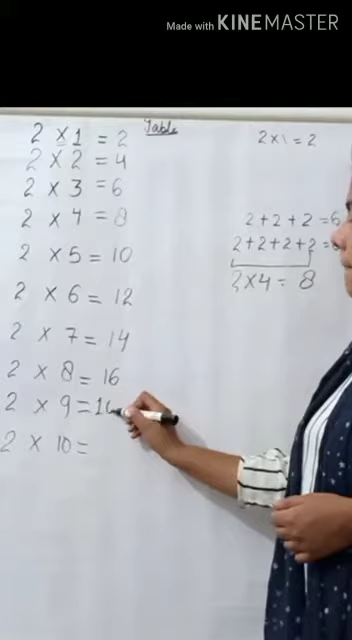 Made with KINEMASTER
Table
2 × 1 = 2
2 × 2 = 4
2 × 3 = 6
2 × 4 = 8
2 × 5 = 10
2 × 6 = 12
2 × 7 = 14
2 × 8 = 16
2 × 9 = 1
2 × 10 =
2×1 = 2
2+2+2 = 6
2+2+2+2 =
2×4 = 8